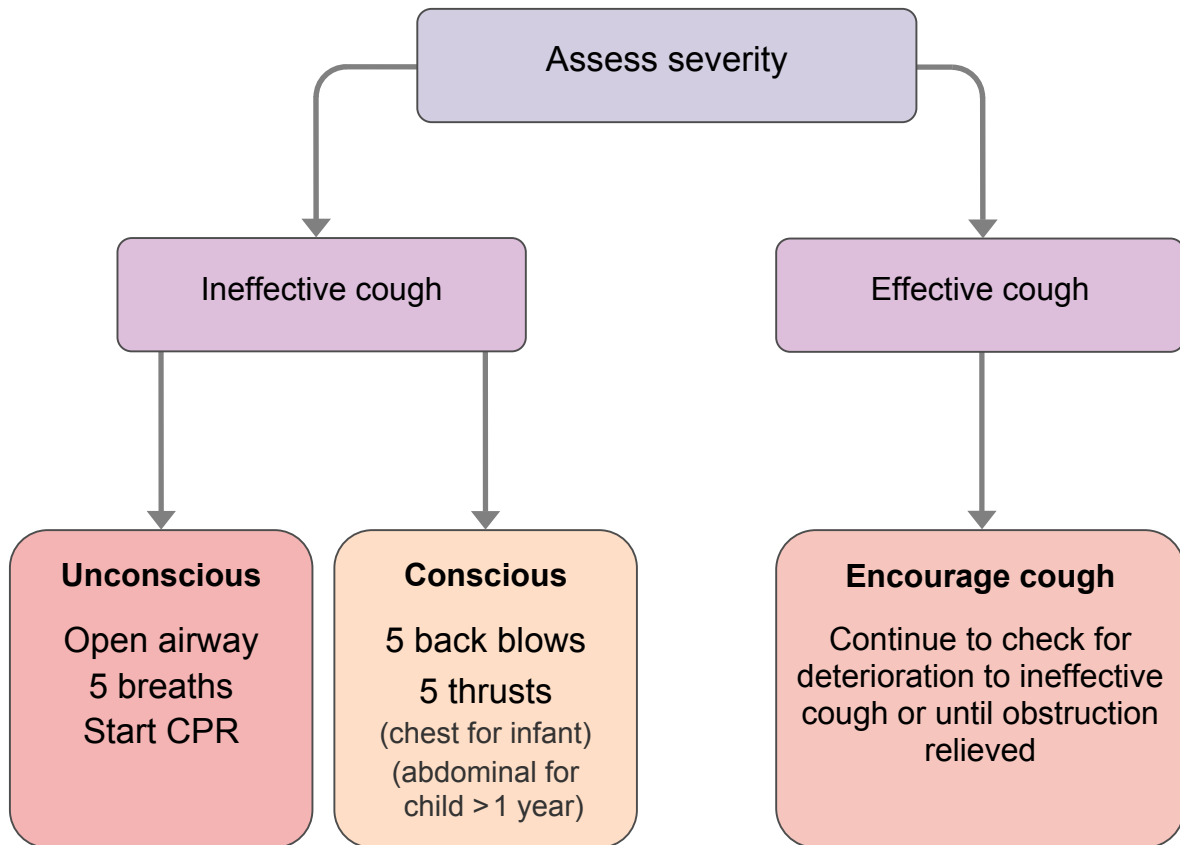 Assess severity
Ineffective cough
Effective cough
Unconscious
Open airway
5 breaths
Start CPR
Conscious
5 back blows
5 thrusts
(chest for infant)
(abdominal for
child >1 year)
Encourage cough
Continue to check for
deterioration to ineffective
cough or until obstruction
relieved